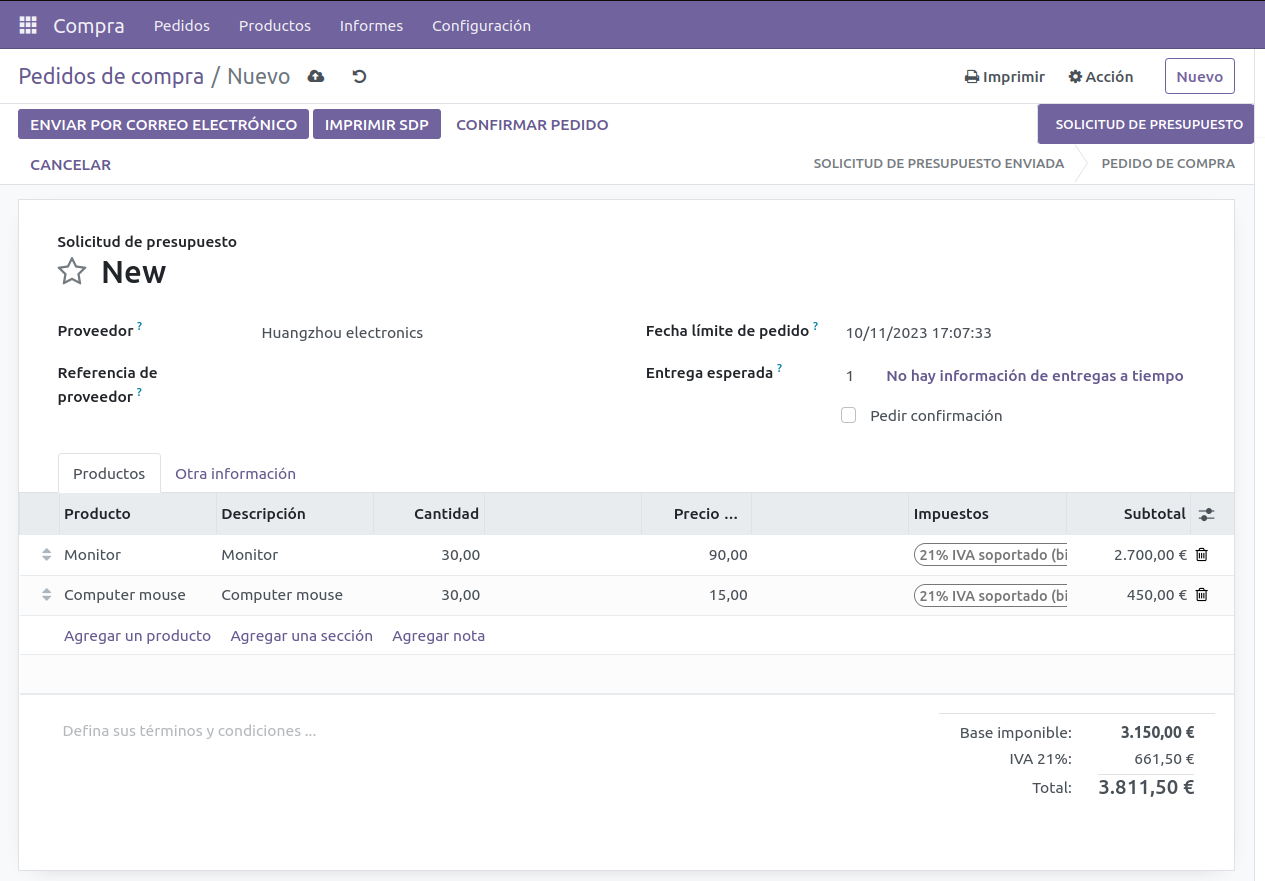 Compra Pedidos Productos Informes Configuración
Pedidos de compra / Nuevo Imprimir Acción Nuevo
ENVIAR POR CORREO ELECTRÓNICO IMPRIMIR SDP CONFIRMAR PEDIDO SOLICITUD DE PRESUPUESTO
CANCELAR SOLICITUD DE PRESUPUESTO ENVIADA PEDIDO DE COMPRA
Solicitud de presupuesto
New
Proveedor ? Huangzhou electronics Fecha límite de pedido ? 10/11/2023 17:07:33
Referencia de
proveedor ?
Entrega esperada ? 1 No hay información de entregas a tiempo
Pedir confirmación
Productos Otra información
Producto Descripción Cantidad Precio ... Impuestos Subtotal
Monitor Monitor 30,00 90,00 21% IVA soportado (bi 2.700,00 €
Computer mouse Computer mouse 30,00 15,00 21% IVA soportado (bi 450,00 €
Agregar un producto Agregar una sección Agregar nota
Defina sus términos y condiciones ...
Base imponible: 3.150,00 €
IVA 21%: 661,50 €
Total: 3.811,50 €